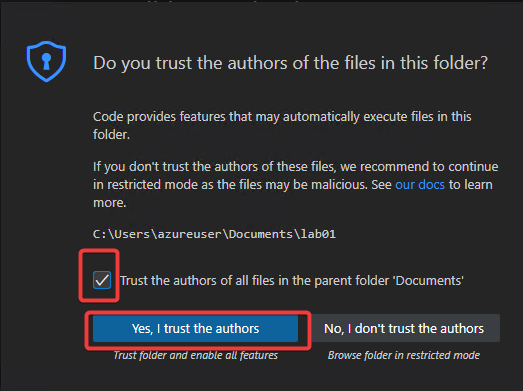 Do you trust the authors of the files in this folder?
Code provides features that may automatically execute files in this
folder.
If you don't trust the authors of these files, we recommend to continue
in restricted mode as the files may be malicious. See our docs to learn
more.
C:\Users\azureuser\Documents\lab01
Trust the authors of all files in the parent folder 'Documents'
Yes, I trust the authors
No, I don't trust the authors
Trust folder and enable all features
Browse folder in restricted mode